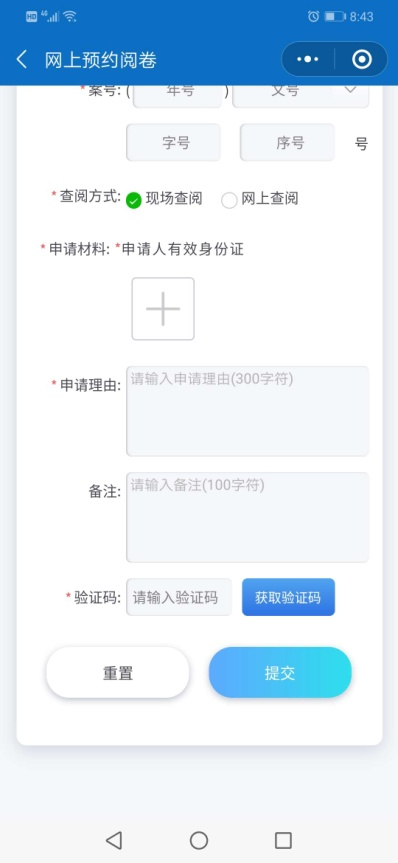 HD 46 8:43
网上预约阅卷
*案号: ( 年号 ) 文号
字号 序号 号
*查阅方式: 现场查阅 网上查阅
*申请材料: *申请人有效身份证
*申请理由: 请输入申请理由(300字符)
备注: 请输入备注(100字符)
*验证码: 请输入验证码 获取验证码
重置 提交